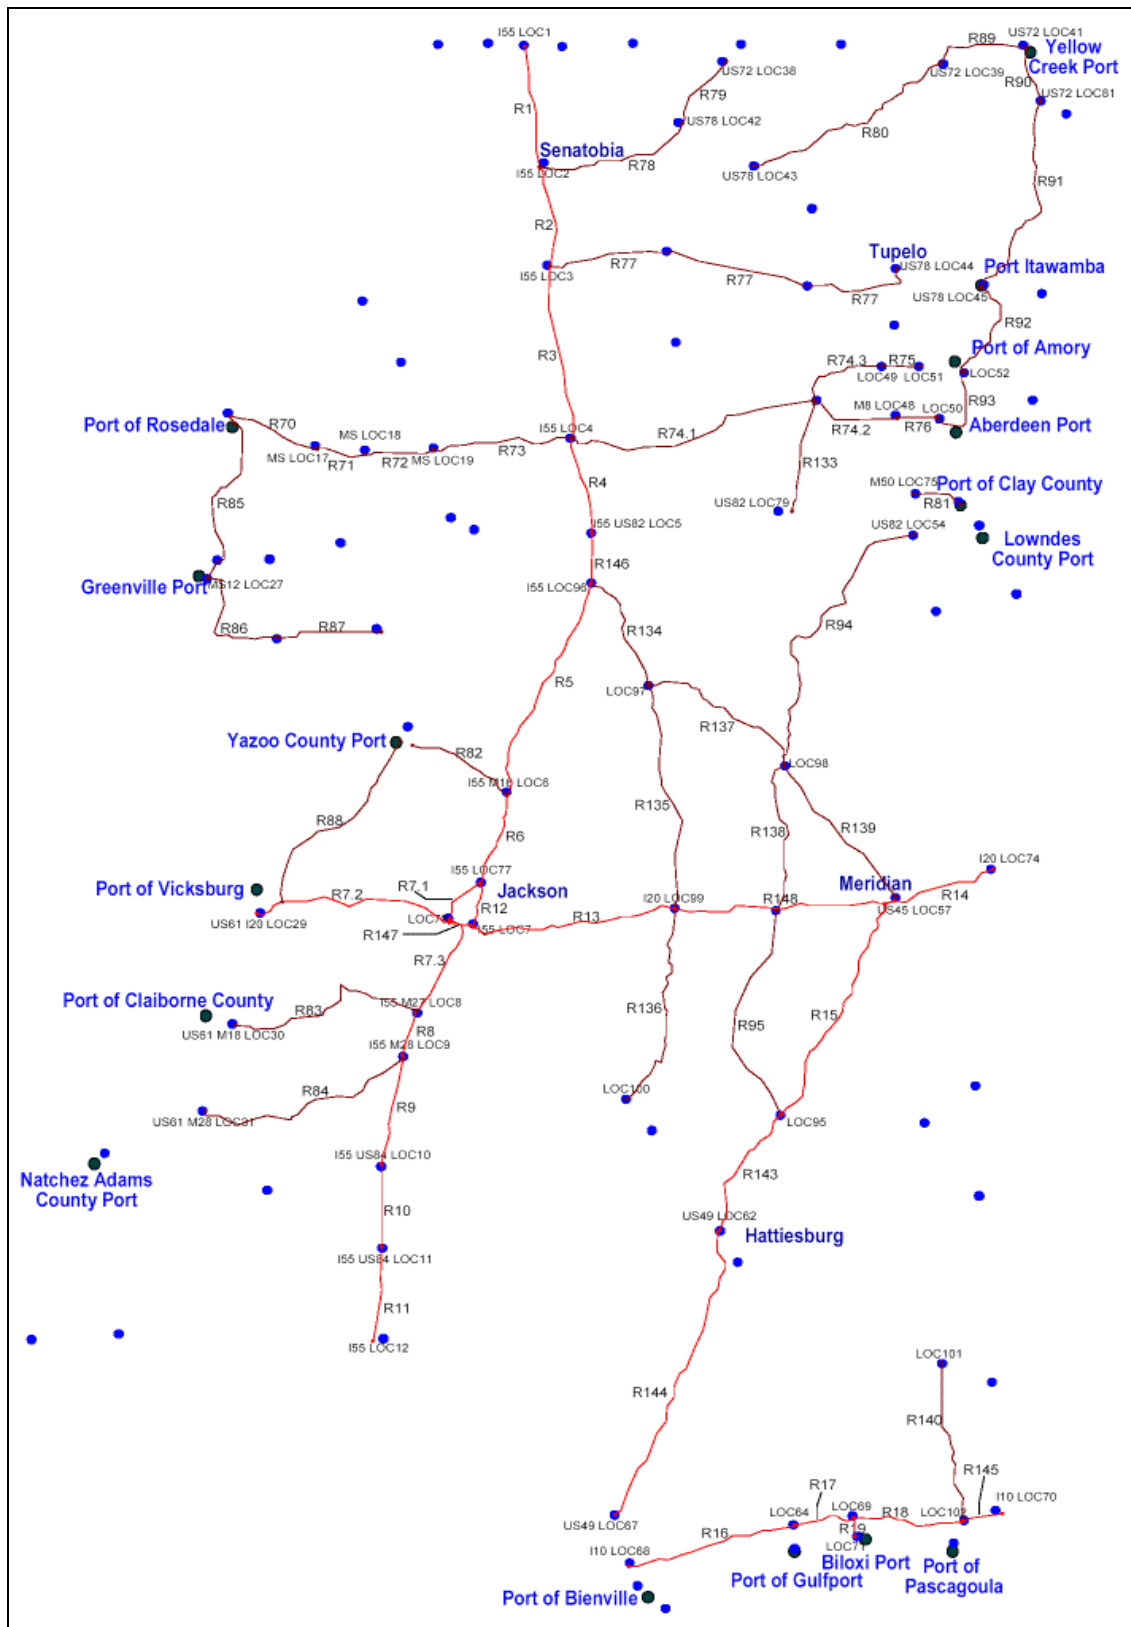 I55 LOC1
R89
US72 LOC41
Yellow
Creek Port
US72 LOC38
US72 LOC39
R90
R79
US72 LOC81
R1
US78 LOC42
R80
Senatobia
R78
I55 LOC2
US78 LOC43
R91
R2
Tupelo
R77
I55 LOC3
R77
US78 LOC44
Port Itawamba
R77
US78 LOC45
R92
R3
Port of Amory
R74.3
R75
LOC49
LOC51
LOC52
R93
Port of Rosedale
R70
M8 LOC48
LOC50
Aberdeen Port
MS LOC18
I55 LOC4
R74.1
R74.2
R76
MS LOC17
R71
R72
MS LOC19
R73
R133
R4
M50 LOC75
Port of Clay County
R85
US82 LOC79
R81
I55 US82 LOC5
US82 LOC54
Lowndes
County Port
R146
Greenville Port
MS12 LOC27
I55 LOC96
R86
R87
R134
R94
R5
LOC97
R137
Yazoo County Port
R82
LOC98
I55 M16 LOC6
R88
R135
R138
R139
R6
I55 LOC77
I20 LOC74
Port of Vicksburg
R7.1
Jackson
Meridian
R7.2
R12
R13
I20 LOC99
R148
US45 LOC57
R14
US61 I20 LOC29
I55 LOC7
R147
R7.3
Port of Claiborne County
R83
I55 M27 LOC8
R136
R15
US61 M18 LOC30
R8
R95
I55 M28 LOC9
R84
LOC100
R9
US61 M28 LOC31
LOC95
I55 US84 LOC10
Natchez Adams
County Port
R143
R10
US49 LOC62
Hattiesburg
I55 US84 LOC11
R11
I55 LOC12
LOC101
R144
R140
R145
R17
I10 LOC70
US49 LOC67
LOC64
LOC69
R18
LOC102
R16
R19
LOC71
I10 LOC68
Biloxi Port
Port of Gulfport
Port of
Pascagoula
Port of Bienville